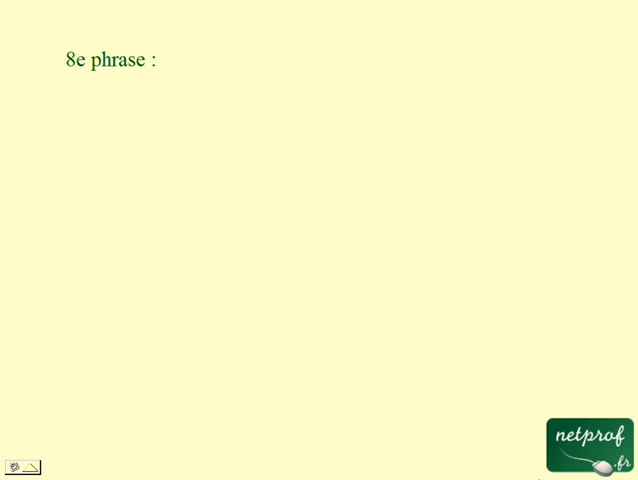 8e phrase :
netprof
.fr